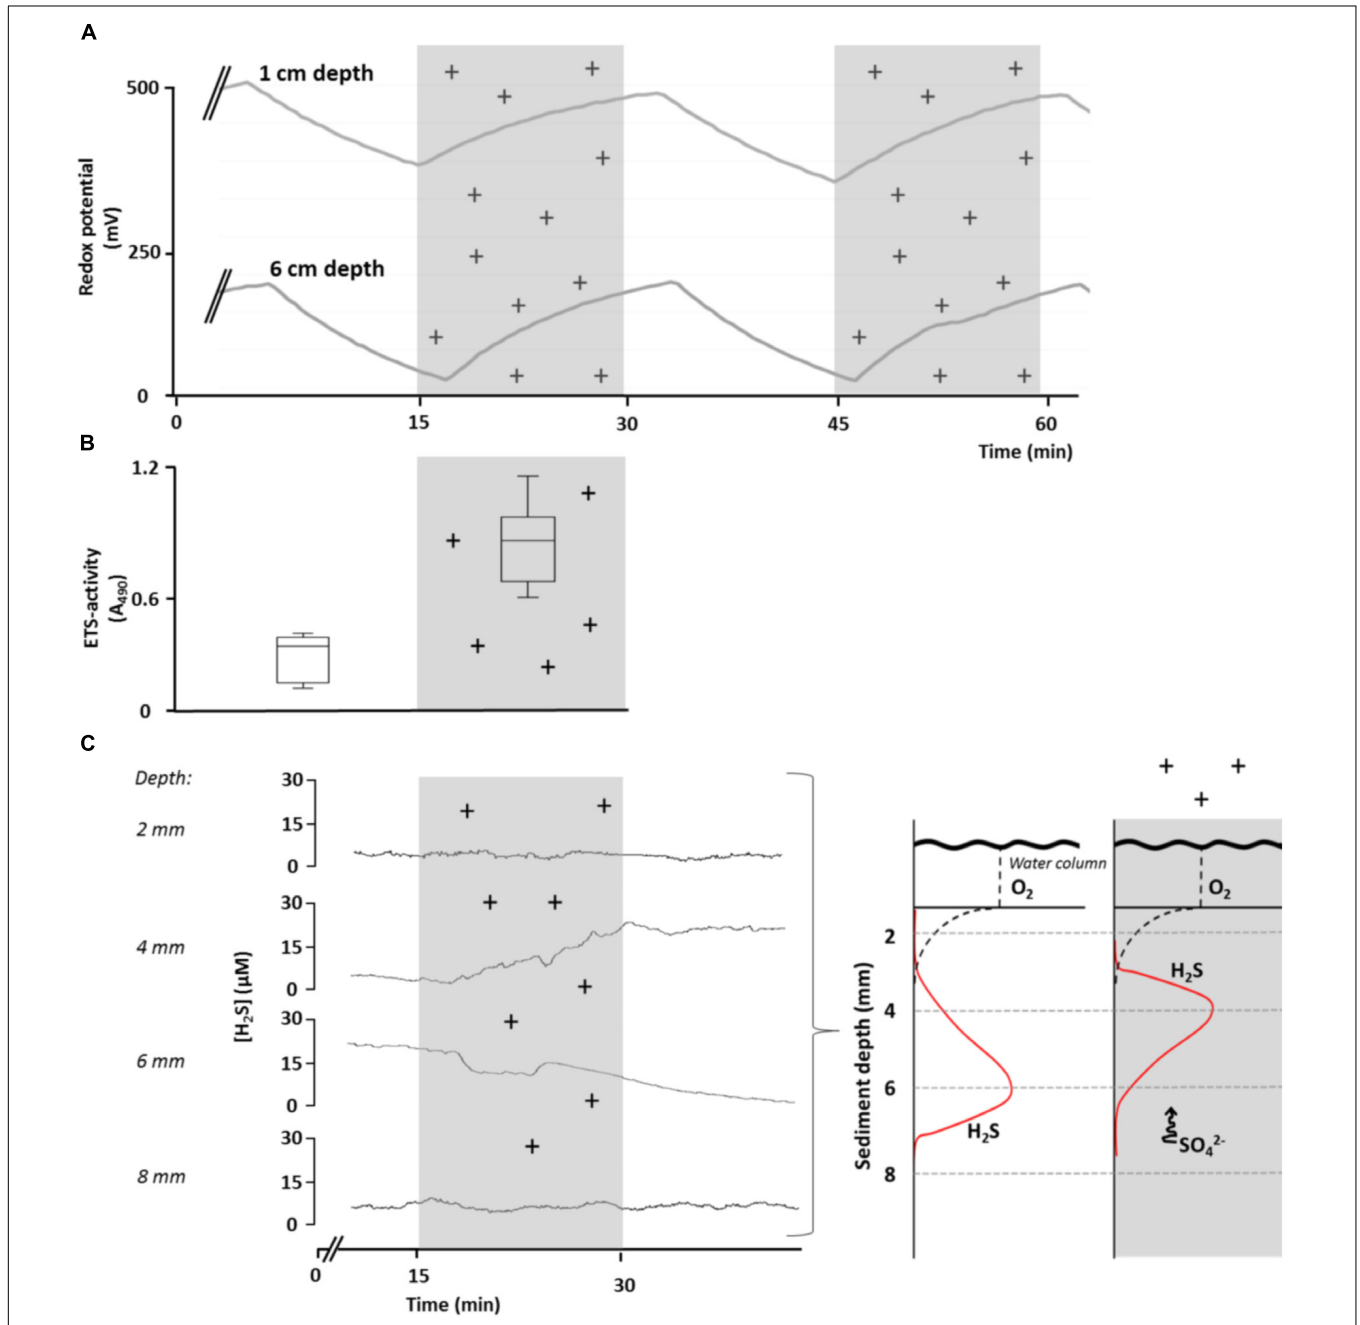 A
1 cm depth
500
Redox potential
(mV)
250
6 cm depth
0
0 15 30 45 60
Time (min)
B
1.2
ETS-activity
(A490)
0.6
0
C
Depth:
2 mm
4 mm
6 mm
8 mm
[H2S] (µM)
30
15
0
30
15
0
30
15
0
30
15
0
0 15 30
Time (min)
Water column
O2
O2
Sediment depth (mm)
2
4
6
8
H2S
H2S
SO4 2-